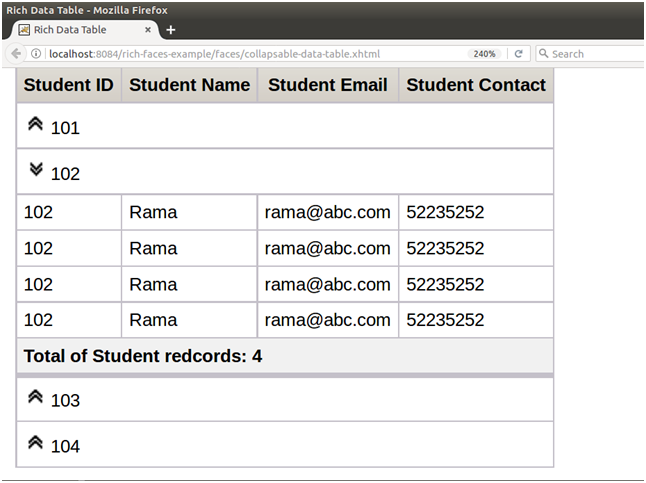 Rich Data Table - Mozilla Firefox
Rich Data Table × +
localhost:8084/rich-faces-example/faces/collapsable-data-table.xhtml 240% Search
Student ID Student Name Student Email Student Contact
101
102
102 Rama rama@abc.com 52235252
102 Rama rama@abc.com 52235252
102 Rama rama@abc.com 52235252
102 Rama rama@abc.com 52235252
Total of Student redcords: 4
103
104